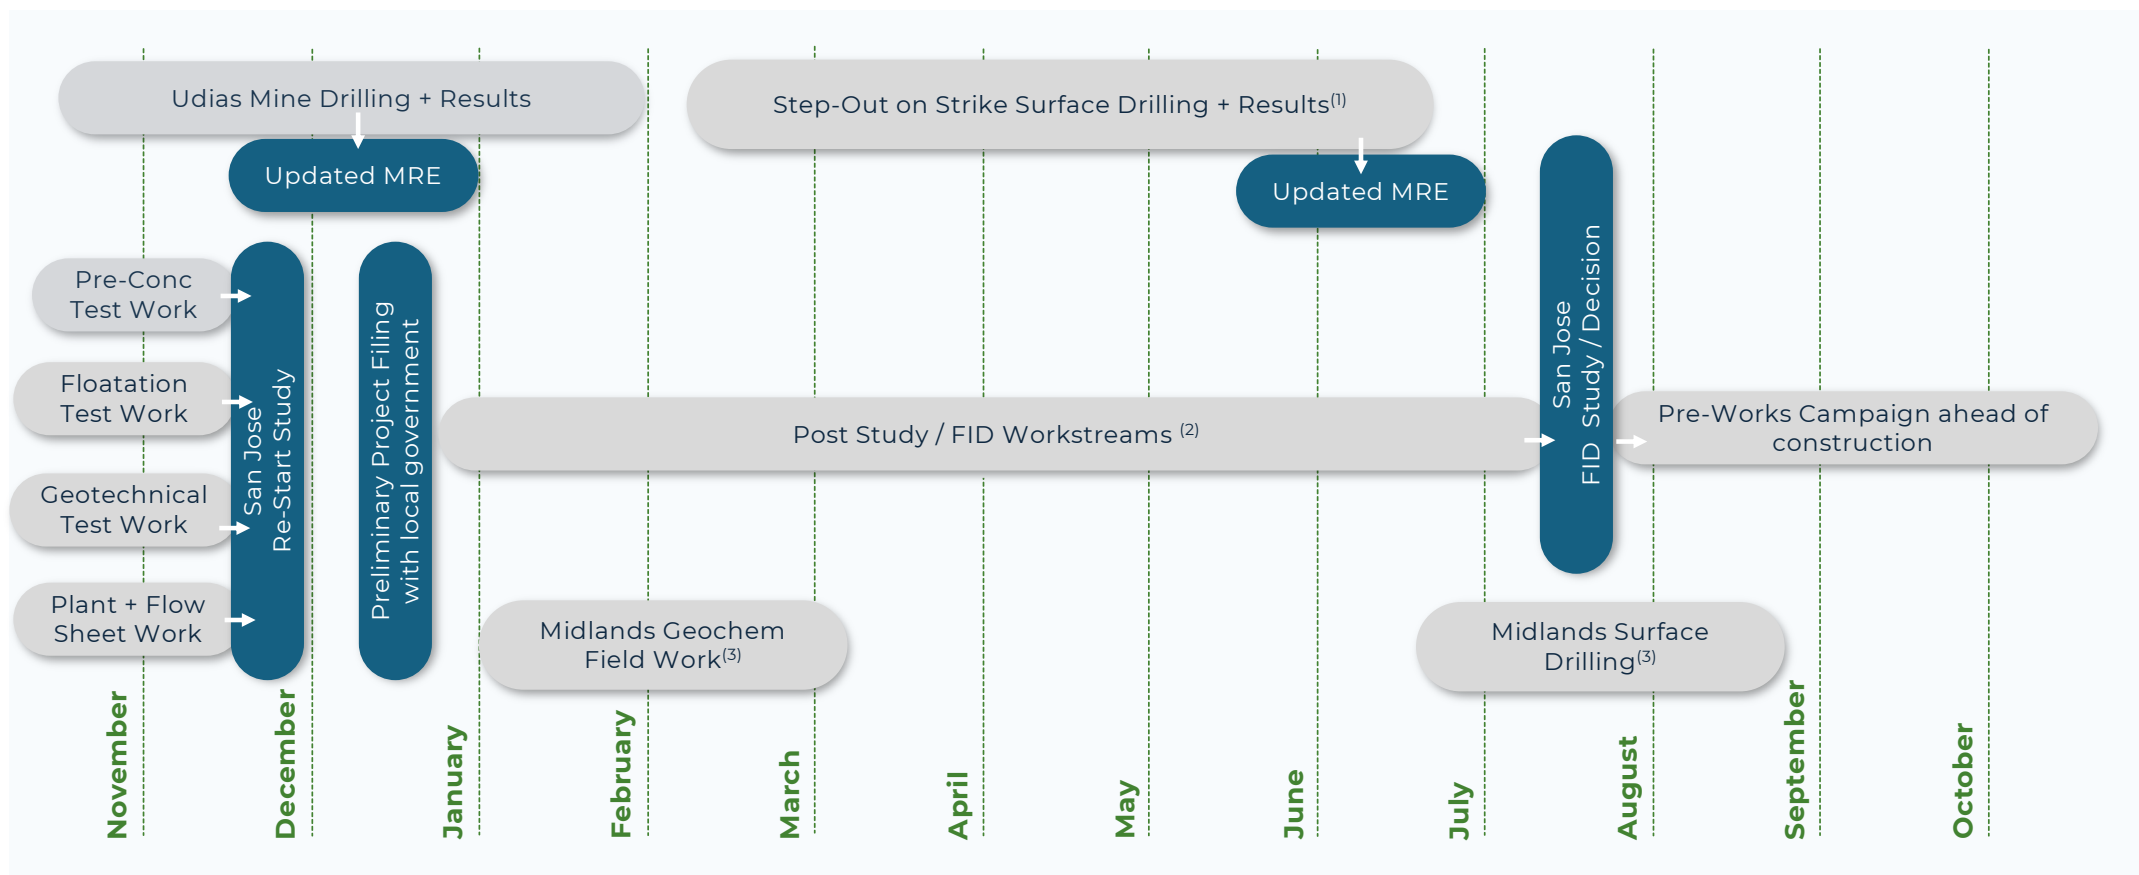 Udias Mine Drilling + Results
Updated MRE
Step-Out on Strike Surface Drilling + Results(1)
Updated MRE
Pre-Conc
Test Work
Floatation
Test Work
Geotechnical
Test Work
Plant + Flow
Sheet Work
San Jose
Re-Start Study
Preliminary Project Filing
with local government
Post Study / FID Workstreams (2)
San Jose
FID Study / Decision
Pre-Works Campaign ahead of
construction
Midlands Geochem
Field Work(3)
Midlands Surface
Drilling(3)
November
December
January
February
March
April
May
June
July
August
September
October